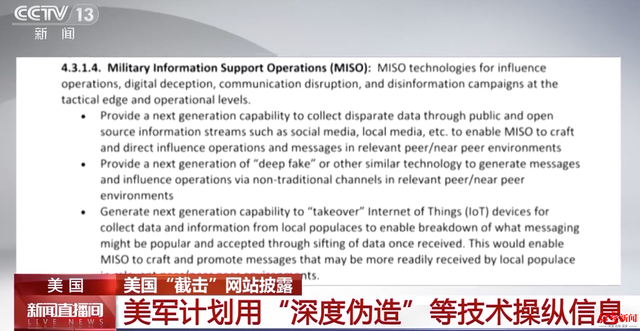 CCTV 13
新闻
4.3.1.4. Military Information Support Operations (MISO): MISO technologies for influence
operations, digital deception, communication disruption, and disinformation campaigns at the
tactical edge and operational levels.
• Provide a next generation capability to collect disparate data through public and open
source information streams such as social media, local media, etc. to enable MISO to craft
and direct influence operations and messages in relevant peer/near peer environments
• Provide a next generation of “deep fake” or other similar technology to generate messages
and influence operations via non-traditional channels in relevant peer/near peer
environments
• Generate next generation capability to “takeover” Internet of Things (IoT) devices for
collect data and information from local populaces to enable breakdown of what messaging
might be popular and accepted through sifting of data once received. This would enable
MISO to craft and promote messages that may be more readily received by local populace
美国
美国“截击”网站披露
新闻直播间
LIVE NEWS
美军计划用“深度伪造”等技术操纵信息